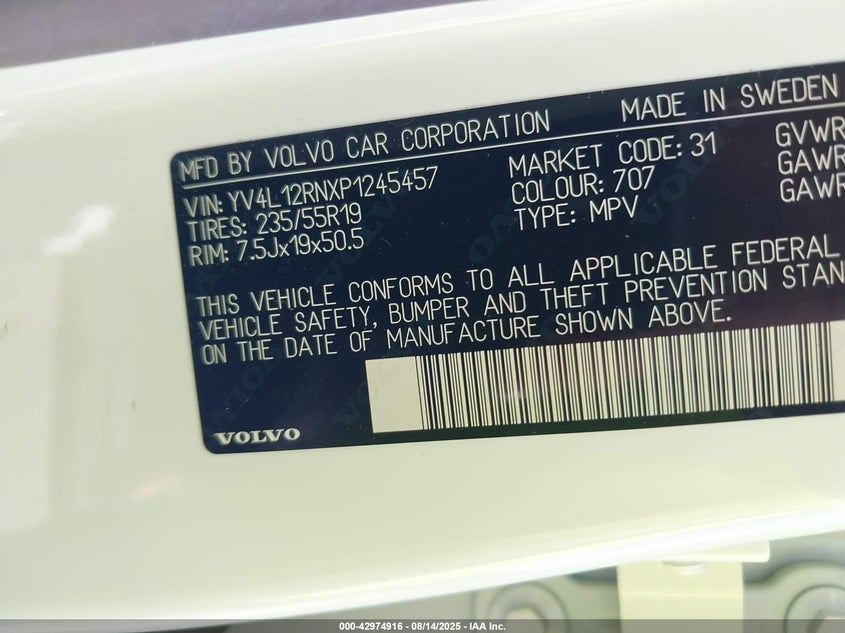 MFD BY VOLVO CAR CORPORATION MADE IN SWEDEN
VIN: YV4L12RNXP1245457 MARKET CODE: 31 GVWR
TIRES: 235/55R19 COLOUR: 707 GAWR
RIM: 7.5Jx19x50.5 TYPE: MPV GAWR
THIS VEHICLE CONFORMS TO ALL APPLICABLE FEDERAL
VEHICLE SAFETY, BUMPER AND THEFT PREVENTION STAN
ON THE DATE OF MANUFACTURE SHOWN ABOVE.
VOLVO
000-42974916 - 08/14/2025 - IAA Inc.